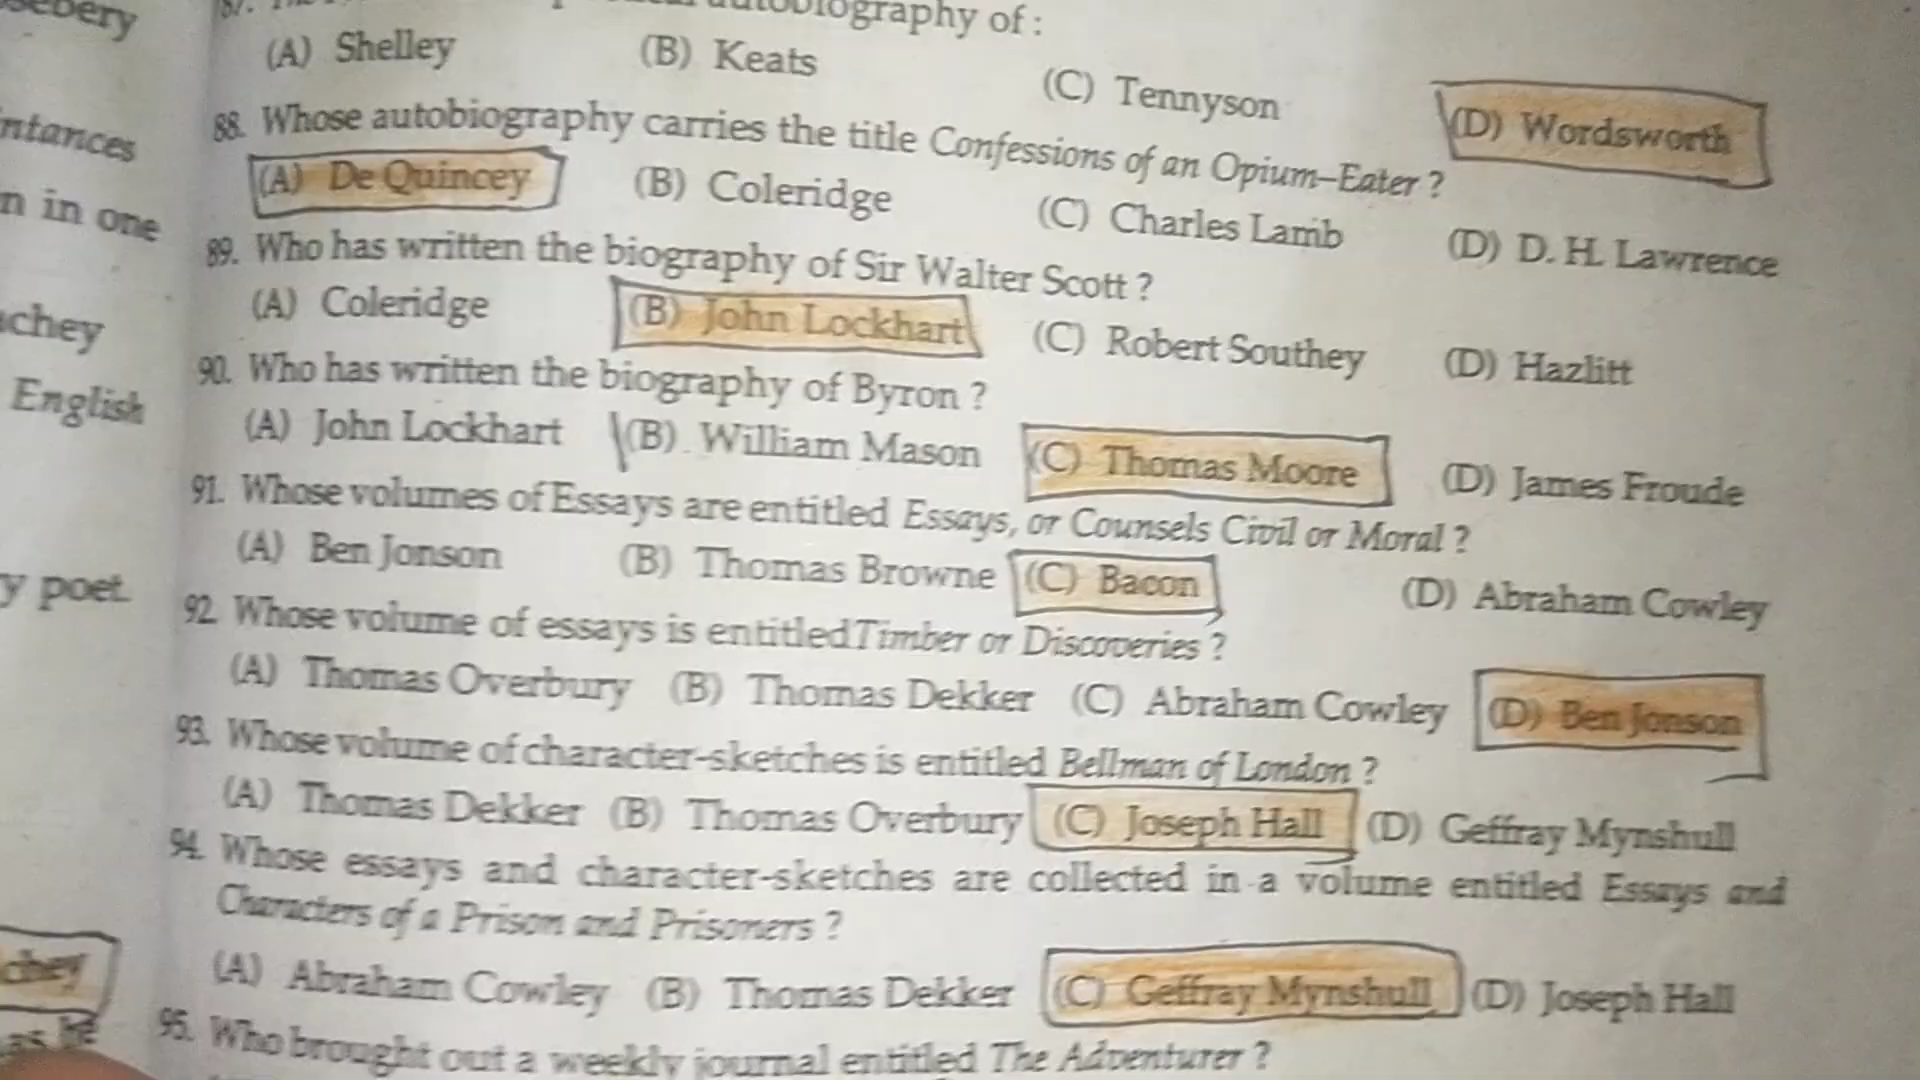 87.
autobiography of :
(A) Shelley (B) Keats (C) Tennyson (D) Wordsworth
88. Whose autobiography carries the title Confessions of an Opium-Eater ?
(A) De Quincey (B) Coleridge (C) Charles Lamb (D) D. H. Lawrence
89. Who has written the biography of Sir Walter Scott ?
(A) Coleridge (B) John Lockhart (C) Robert Southey (D) Hazlitt
90. Who has written the biography of Byron ?
(A) John Lockhart (B) William Mason (C) Thomas Moore (D) James Froude
91. Whose volumes of Essays are entitled Essays, or Counsels Civil or Moral ?
(A) Ben Jonson (B) Thomas Browne (C) Bacon (D) Abraham Cowley
92. Whose volume of essays is entitled Timber or Discoveries ?
(A) Thomas Overbury (B) Thomas Dekker (C) Abraham Cowley (D) Ben Jonson
93. Whose volume of character-sketches is entitled Bellman of London ?
(A) Thomas Dekker (B) Thomas Overbury (C) Joseph Hall (D) Geffray Mynshull
94. Whose essays and character-sketches are collected in a volume entitled Essays and
Characters of a Prison and Prisoners ?
(A) Abraham Cowley (B) Thomas Dekker (C) Geffray Mynshull (D) Joseph Hall
95. Who brought out a weekly journal entitled The Adventurer ?
n in one
English
y poet.